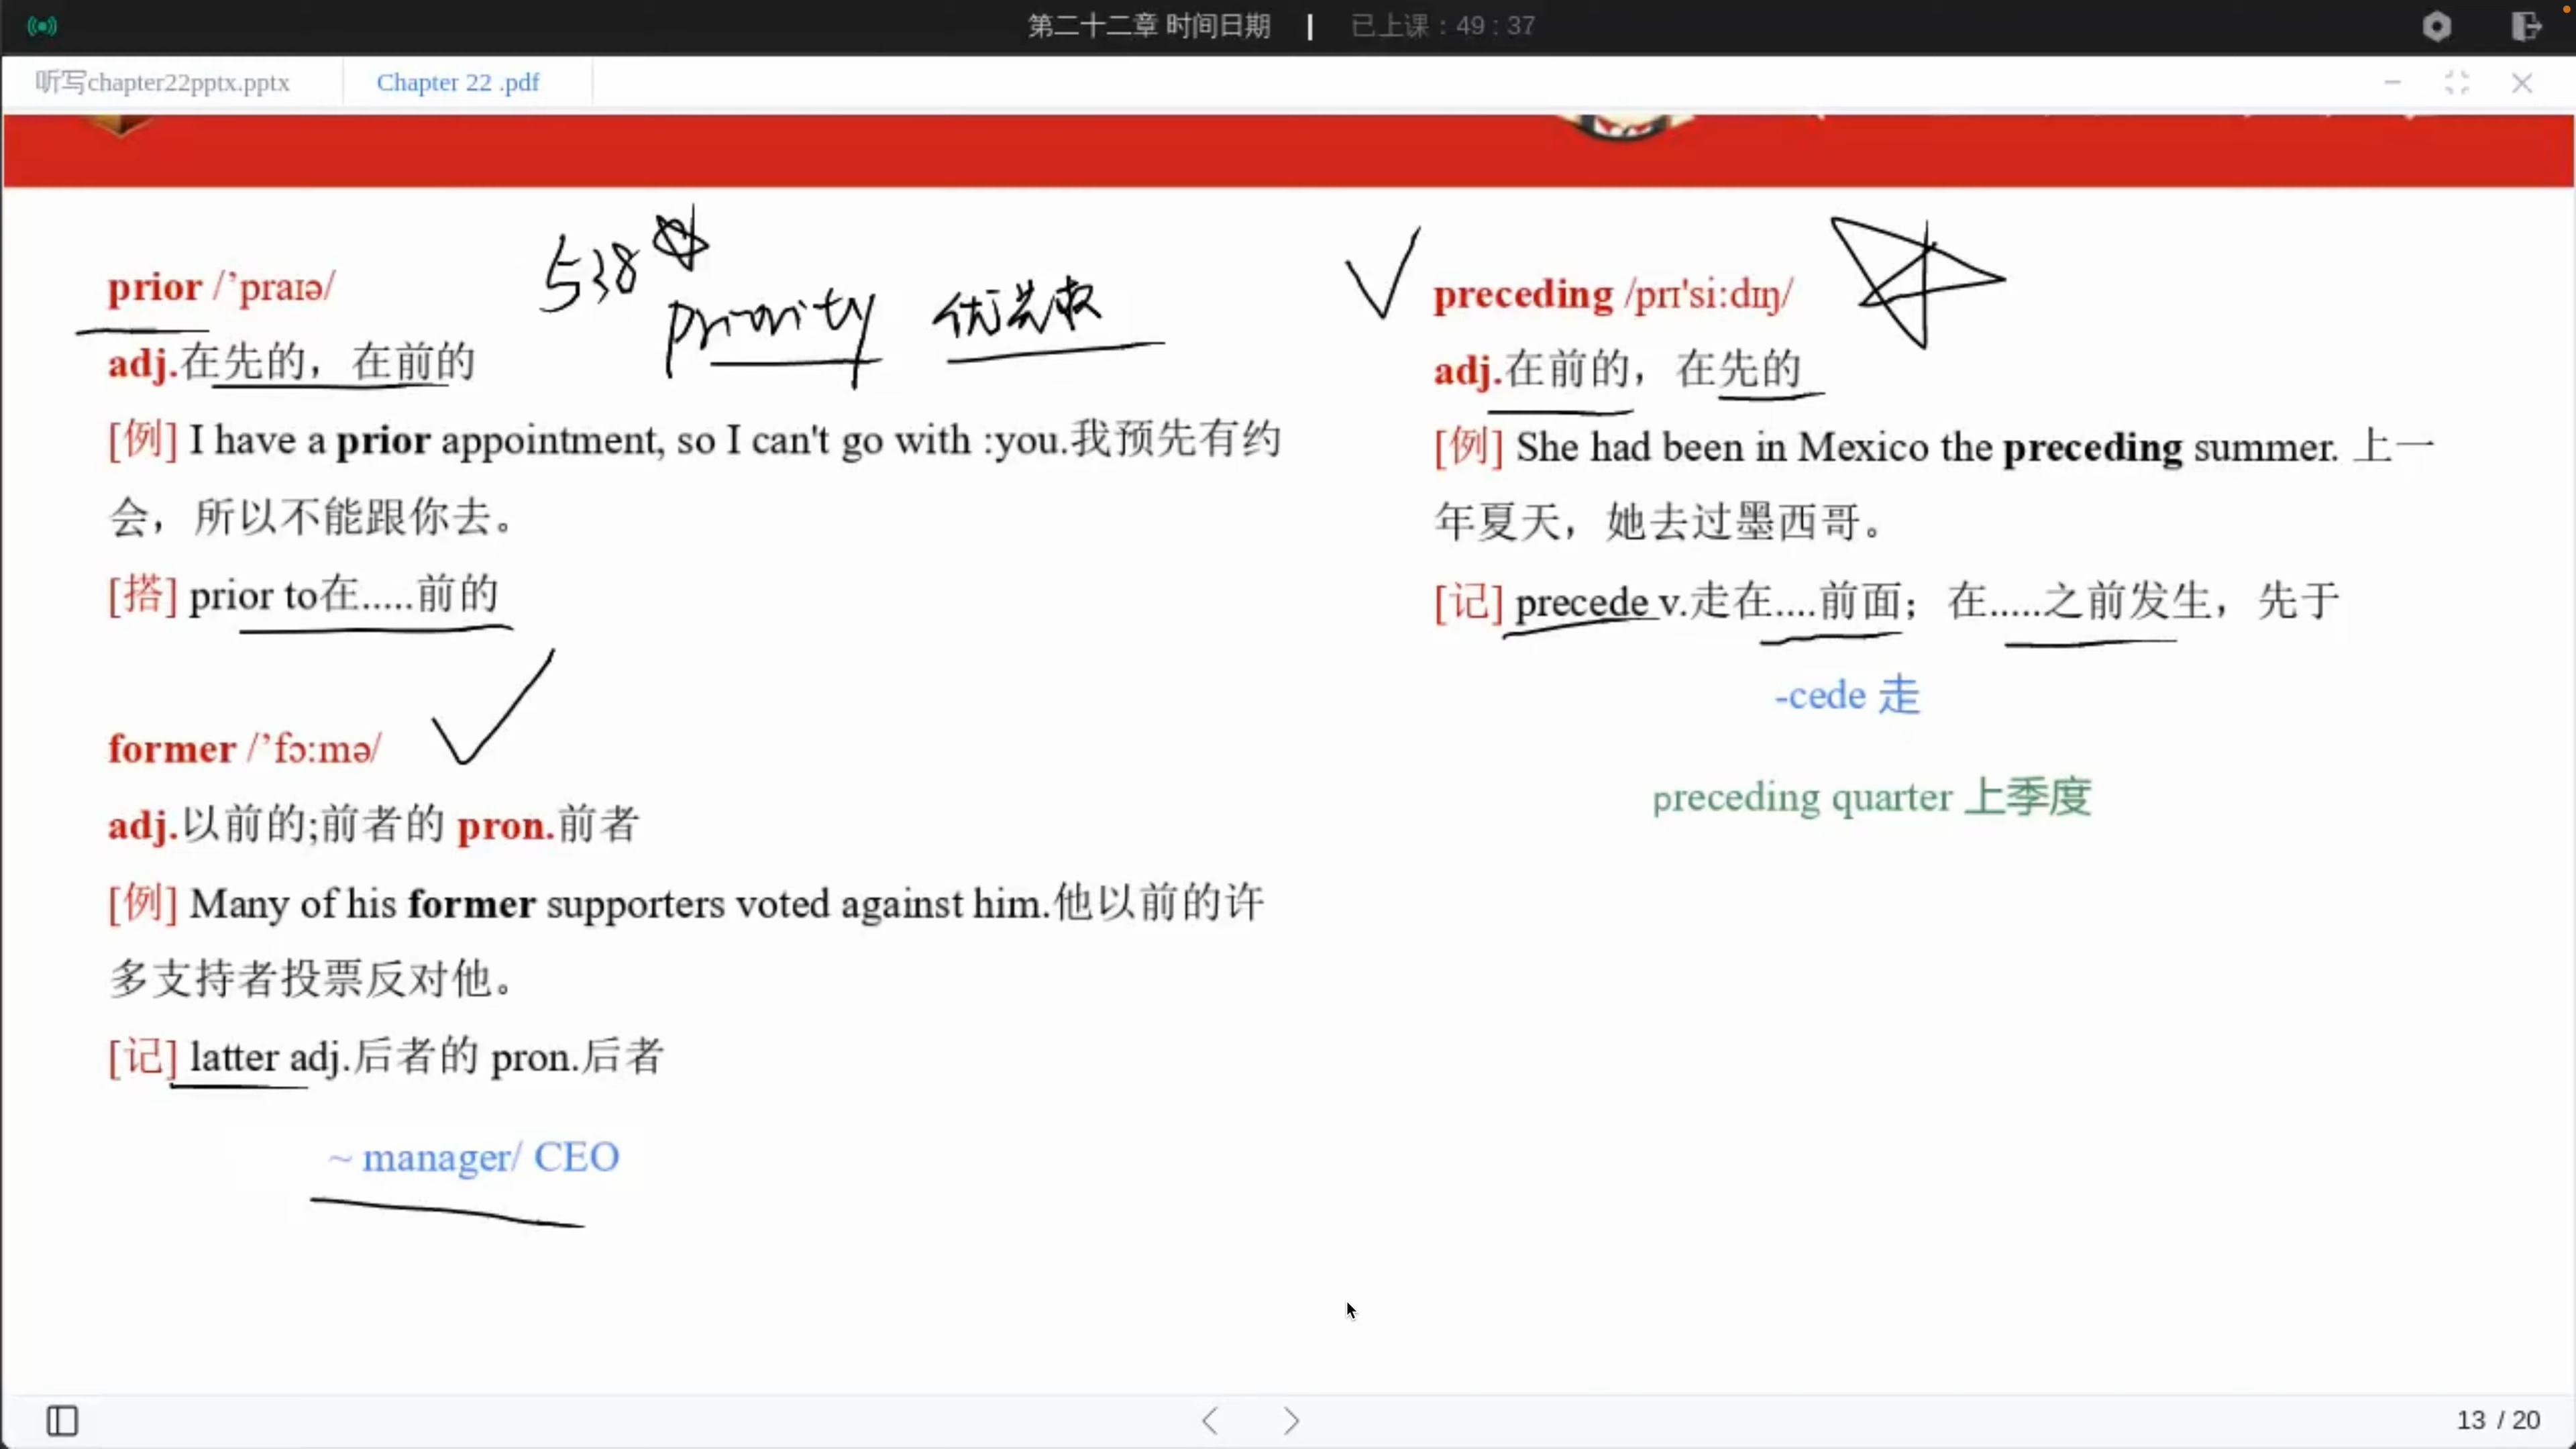 第二十二章 时间日期 | 已上课：49 : 37
听写chapter22pptx.pptx
Chapter 22 .pdf
538
priority 优先权
prior /’praɪə/
adj.在先的，在前的
[例] I have a prior appointment, so I can't go with :you.我预先有约
会，所以不能跟你去。
[搭] prior to在.....前的
former /’fɔ:mə/
adj.以前的;前者的 pron.前者
[例] Many of his former supporters voted against him.他以前的许
多支持者投票反对他。
[记] latter adj.后者的 pron.后者
~ manager/ CEO
preceding /prɪ'si:dɪŋ/
adj.在前的，在先的
[例] She had been in Mexico the preceding summer. 上一
年夏天，她去过墨西哥。
[记] precede v.走在....前面；在.....之前发生，先于
-cede 走
preceding quarter 上季度
13 / 20